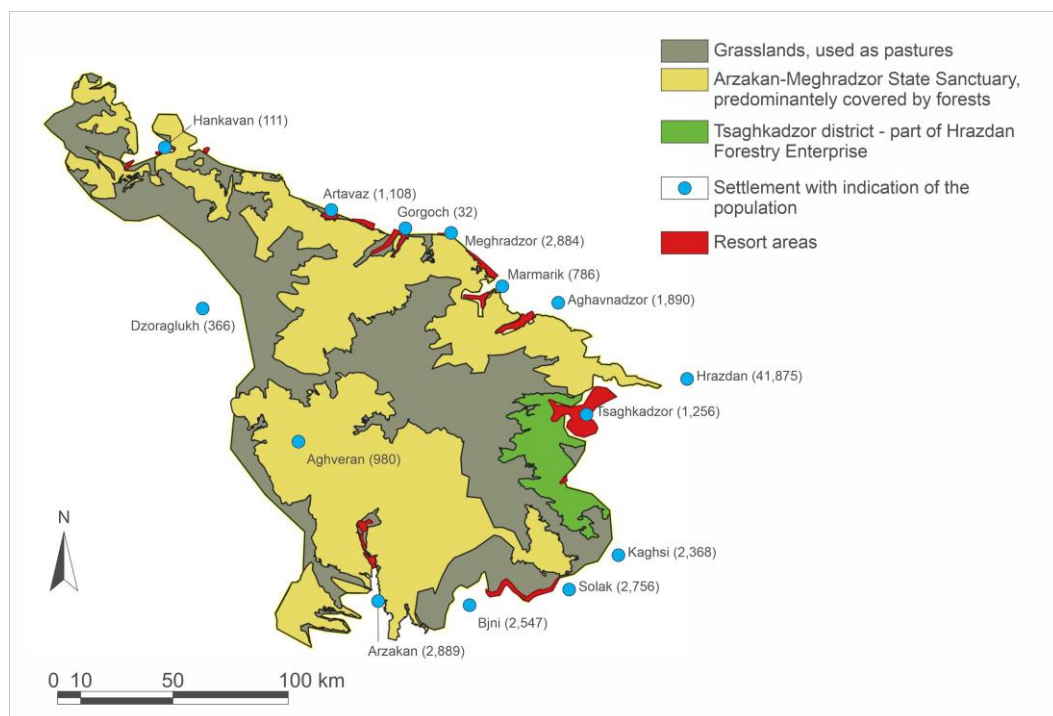 Grasslands, used as pastures
Arzakan-Meghradzor State Sanctuary,
predominantely covered by forests
Tsaghkadzor district - part of Hrazdan
Forestry Enterprise
Settlement with indication of the
population
Resort areas
Hankavan (111)
Artavaz (1,108)
Gorgoch (32)
Meghradzor (2,884)
Marmarik (786)
Aghavnadzor (1,890)
Dzoraglukh (366)
Hrazdan (41,875)
Tsaghkadzor (1,256)
Aghveran (980)
Kaghsi (2,368)
Solak (2,756)
Bjni (2,547)
Arzakan (2,889)
N
0 10 50 100 km